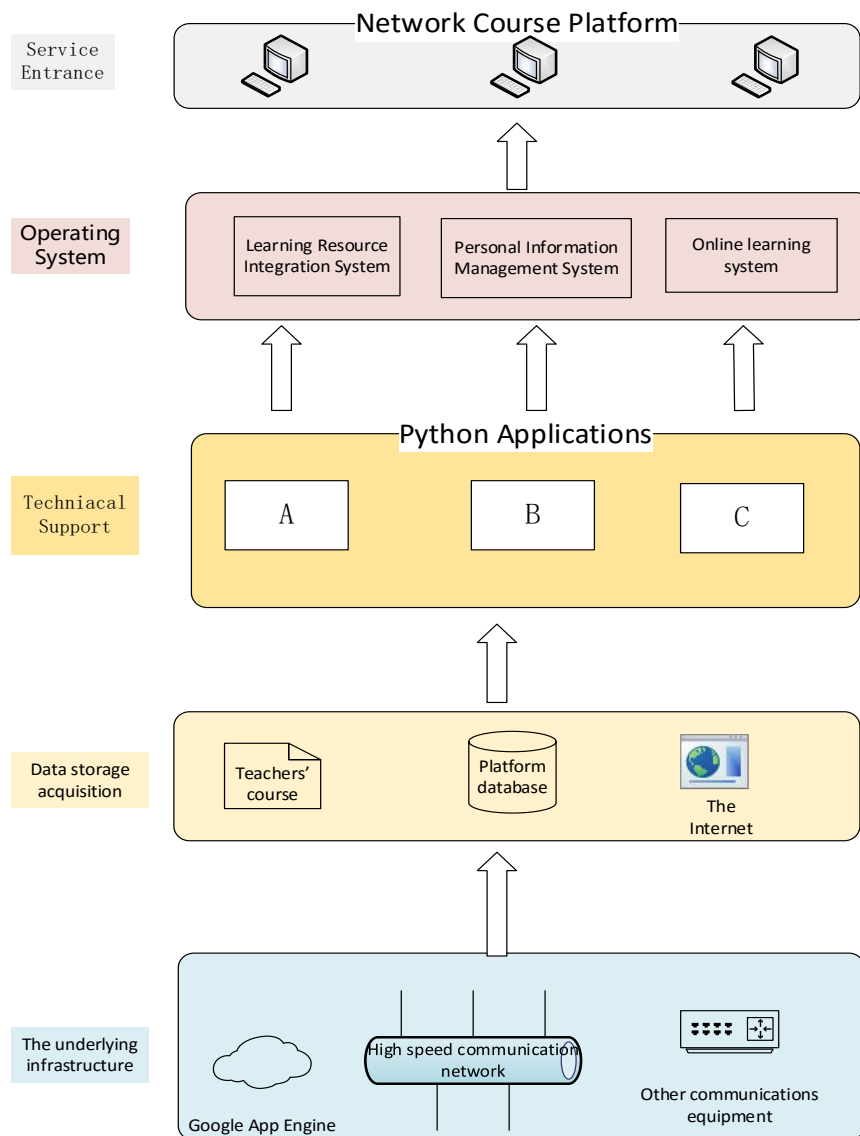 Network Course Platform
Service
Entrance
Operating
System
Learning Resource
Integration System
Personal Information
Management System
Online learning
system
Python Applications
Techniacal
Support
A
B
C
Data storage
acquisition
Teachers’
course
Platform
database
The
Internet
The underlying
infrastructure
Google App Engine
High speed communication
network
Other communications
equipment